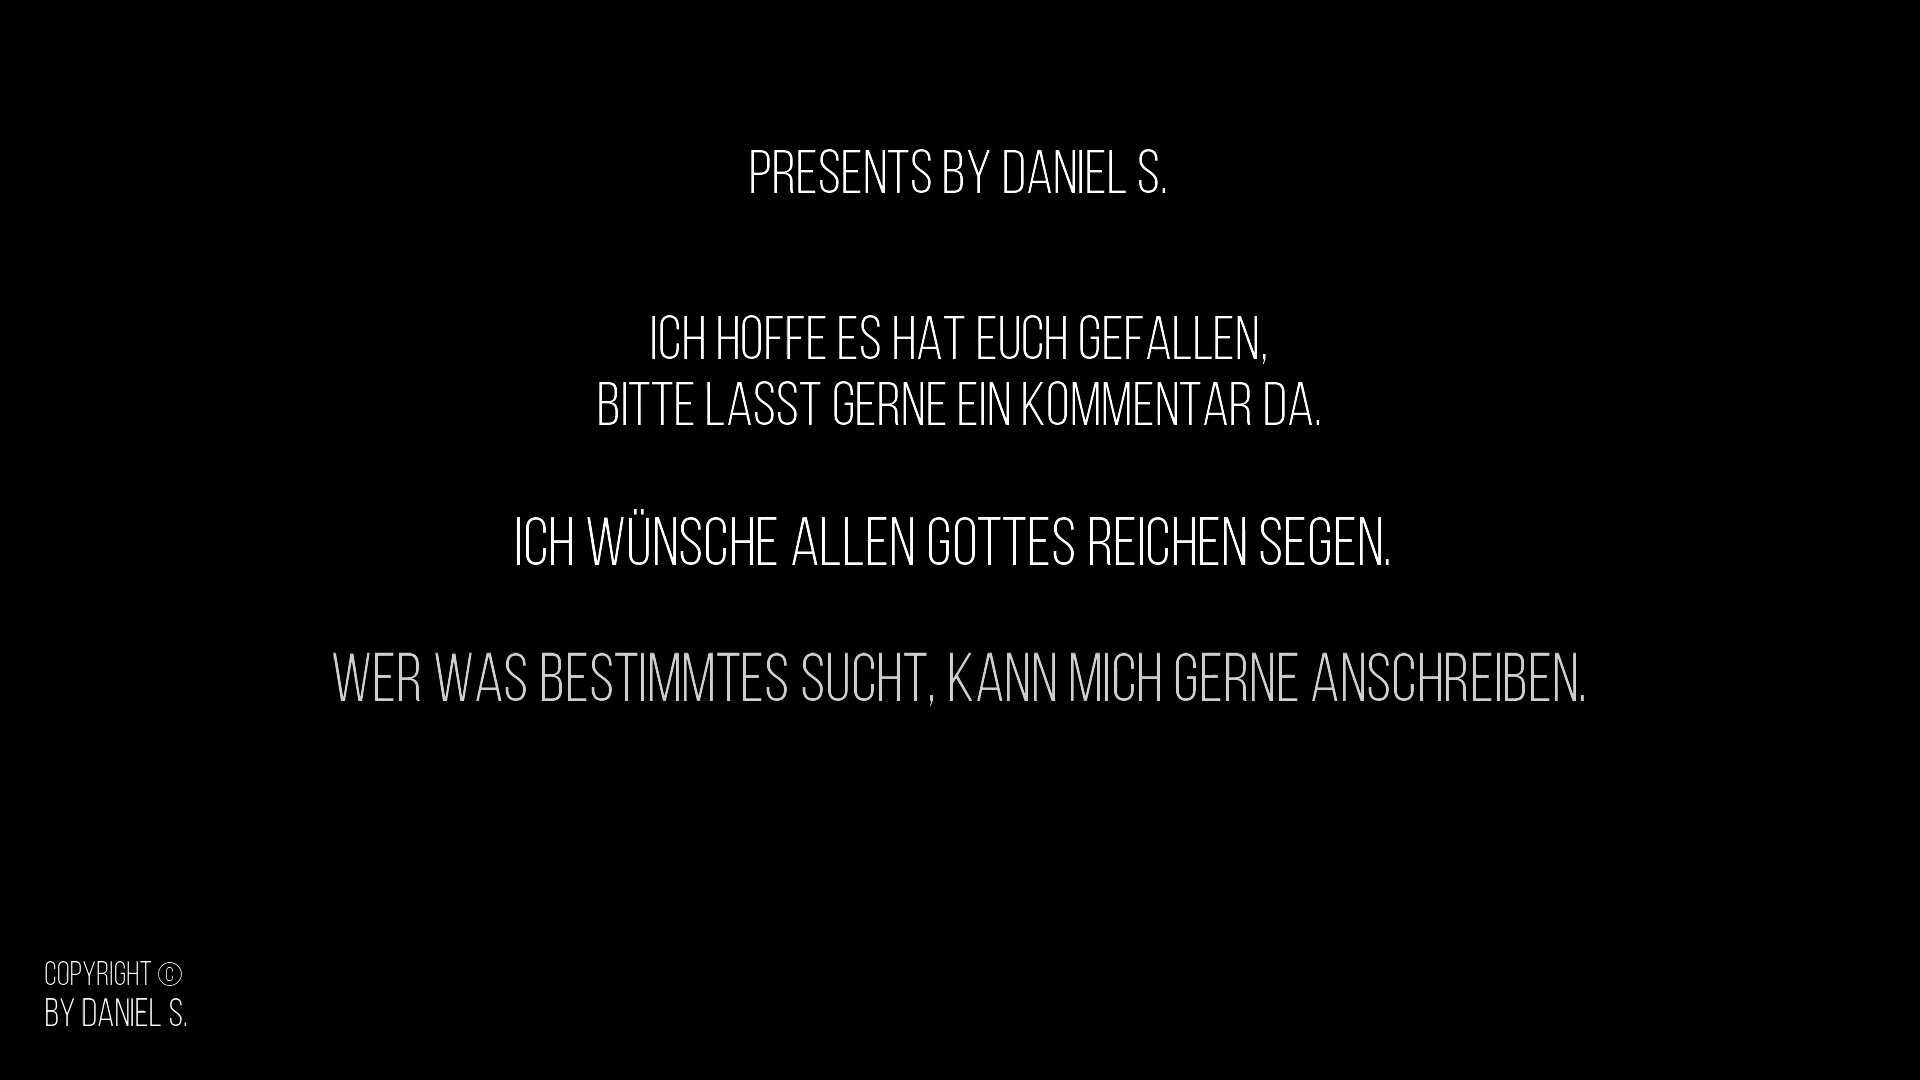 PRESENTS BY DANIEL S.
ICH HOFFE ES HAT EUCH GEFALLEN,
BITTE LASST GERNE EIN KOMMENTAR DA.
ICH WÜNSCHE ALLEN GOTTES REICHEN SEGEN.
WER WAS BESTIMMTES SUCHT, KANN MICH GERNE ANSCHREIBEN.
COPYRIGHT ©
BY DANIEL S.